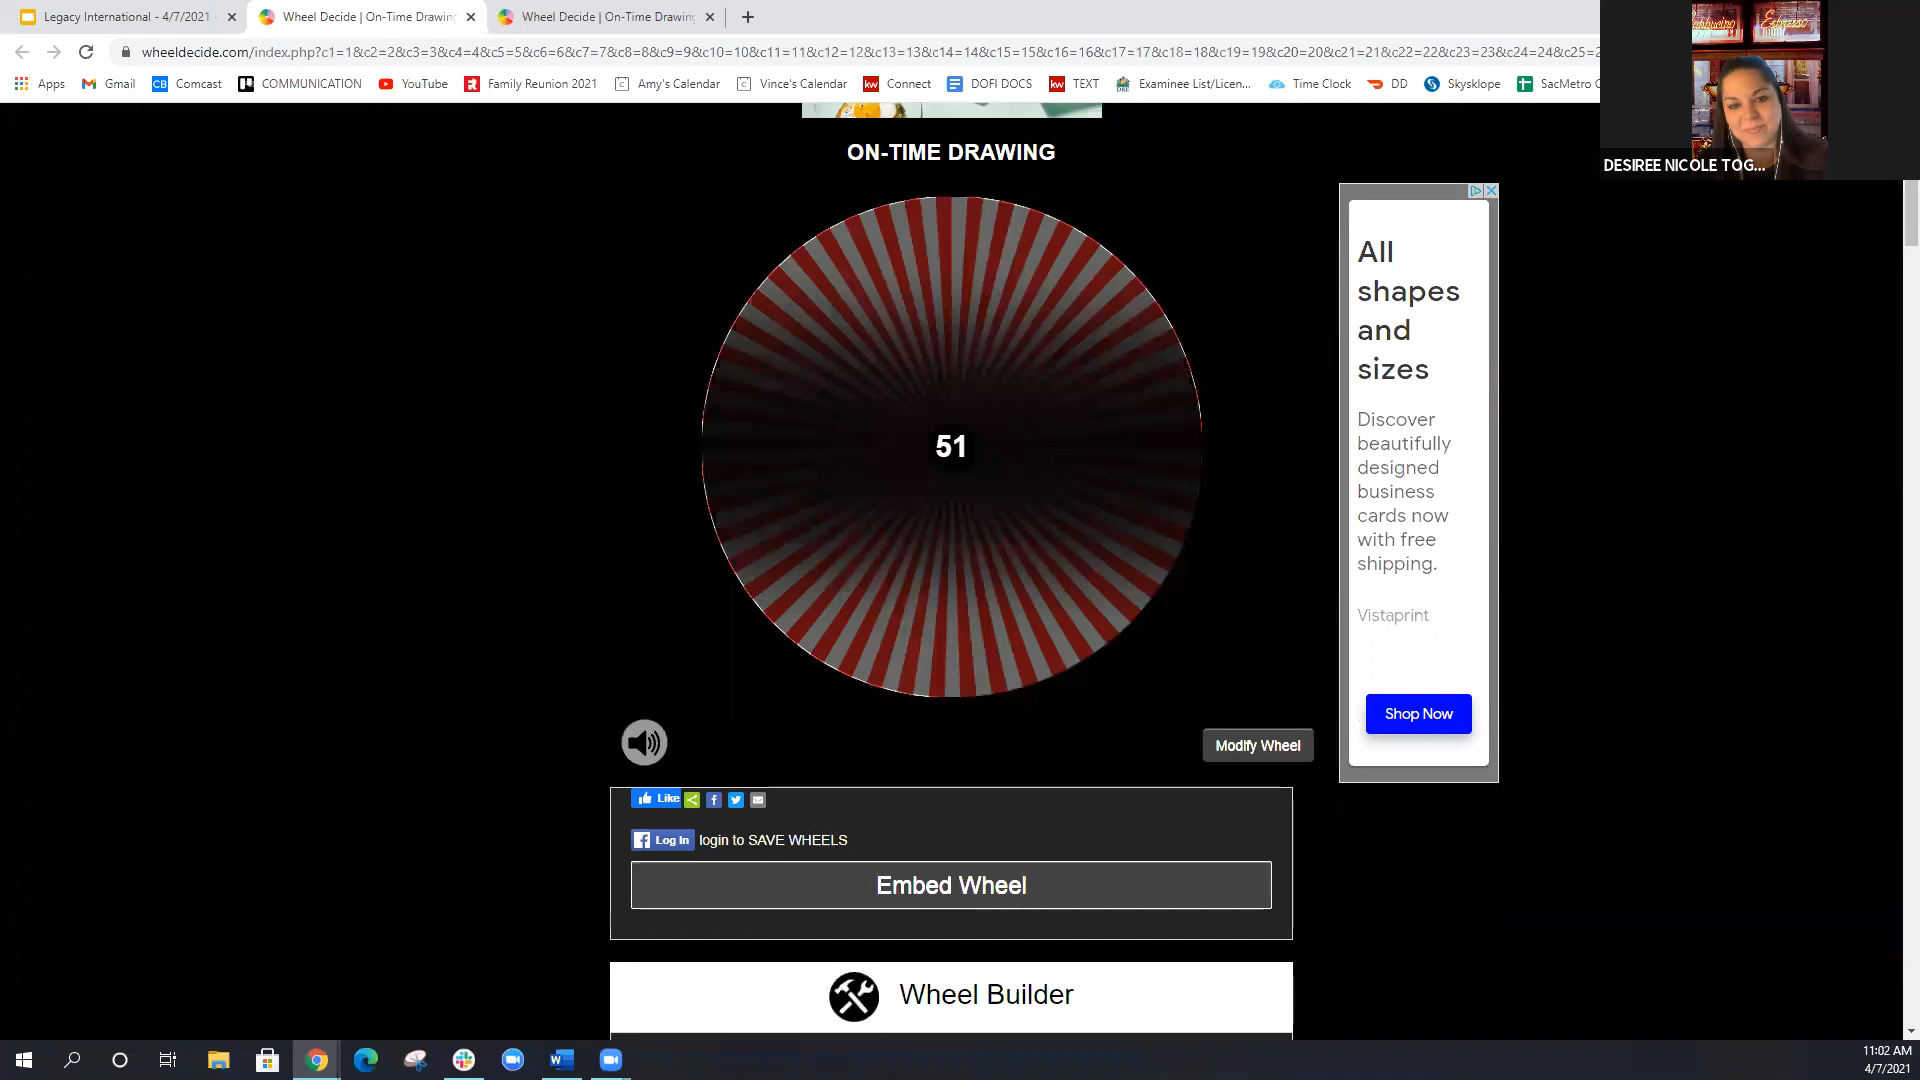 Legacy International - 4/7/2021
Wheel Decide | On-Time Drawing
Wheel Decide | On-Time Drawing
wheeldecide.com/index.php?c1=1&c2=2&c3=3&c4=4&c5=5&c6=6&c7=7&c8=8&c9=9&c10=10&c11=11&c12=12&c13=13&c14=14&c15=15&c16=16&c17=17&c18=18&c19=19&c20=20&c21=21&c22=22&c23=23&c24=24&c25=2
Apps Gmail CB Comcast COMMUNICATION YouTube R Family Reunion 2021 C Amy's Calendar C Vince's Calendar kw Connect DOFI DOCS kw TEXT Examinee List/Licen... Time Clock DD S Skysklope SacMetro
Espresso
DESIREE NICOLE TOG...
ON-TIME DRAWING
51
All
shapes
and
sizes
Discover
beautifully
designed
business
cards now
with free
shipping.
Vistaprint
Shop Now
Modify Wheel
Like
Log In login to SAVE WHEELS
Embed Wheel
Wheel Builder
11:02 AM
4/7/2021